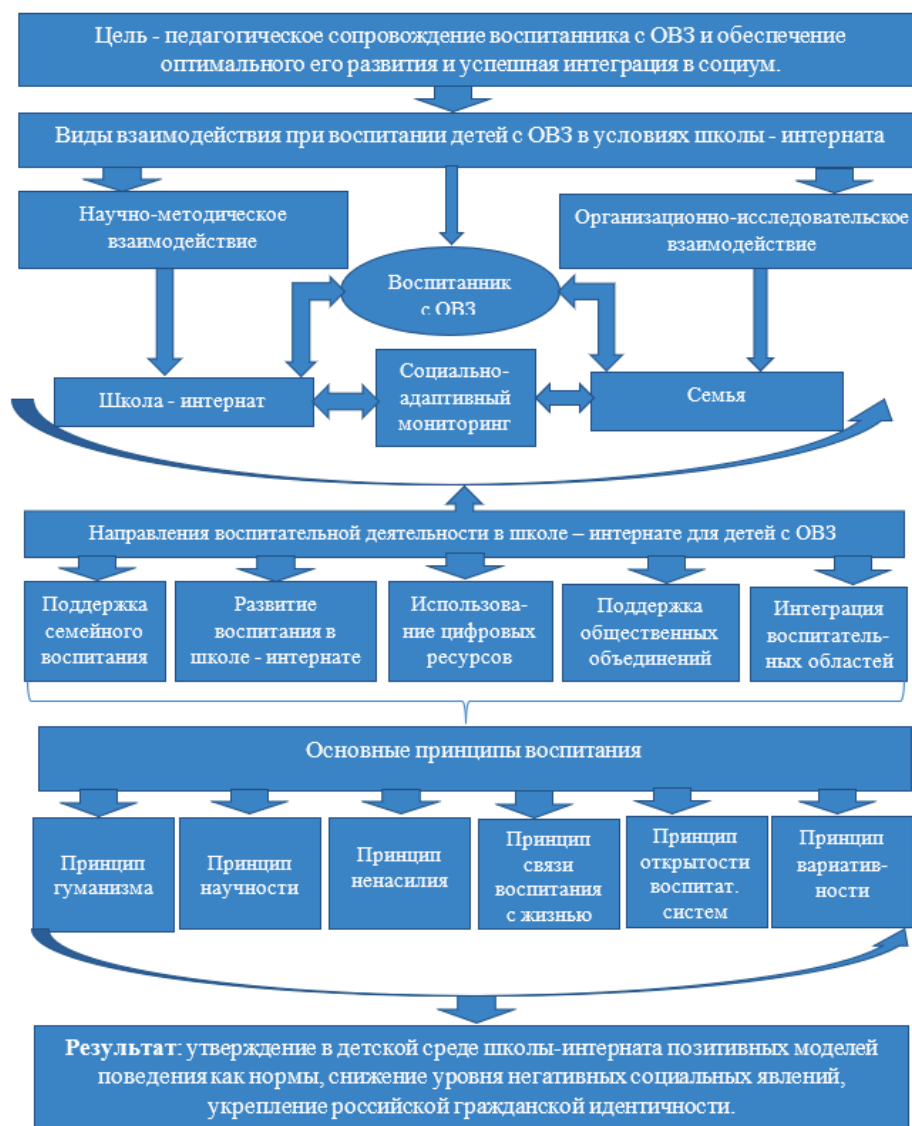 Цель - педагогическое сопровождение воспитанника с ОВЗ и обеспечение
оптимального его развития и успешная интеграция в социум.
Виды взаимодействия при воспитании детей с ОВЗ в условиях школы - интерната
Научно-методическое
взаимодействие
Организационно-исследовательское
взаимодействие
Воспитанник
с ОВЗ
Школа - интернат
Социально-
адаптивный
мониторинг
Семья
Направления воспитательной деятельности в школе – интернате для детей с ОВЗ
Поддержка
семейного
воспитания
Развитие
воспитания в
школе - интернате
Использова-
ние цифровых
ресурсов
Поддержка
общественных
объединений
Интеграция
воспитатель-
ных областей
Основные принципы воспитания
Принцип
гуманизма
Принцип
научности
Принцип
ненасилия
Принцип
связи
воспитания
с жизнью
Принцип
открытости
воспитат.
систем
Принцип
вариатив-
ности
Результат: утверждение в детской среде школы-интерната позитивных моделей
поведения как нормы, снижение уровня негативных социальных явлений,
укрепление российской гражданской идентичности.